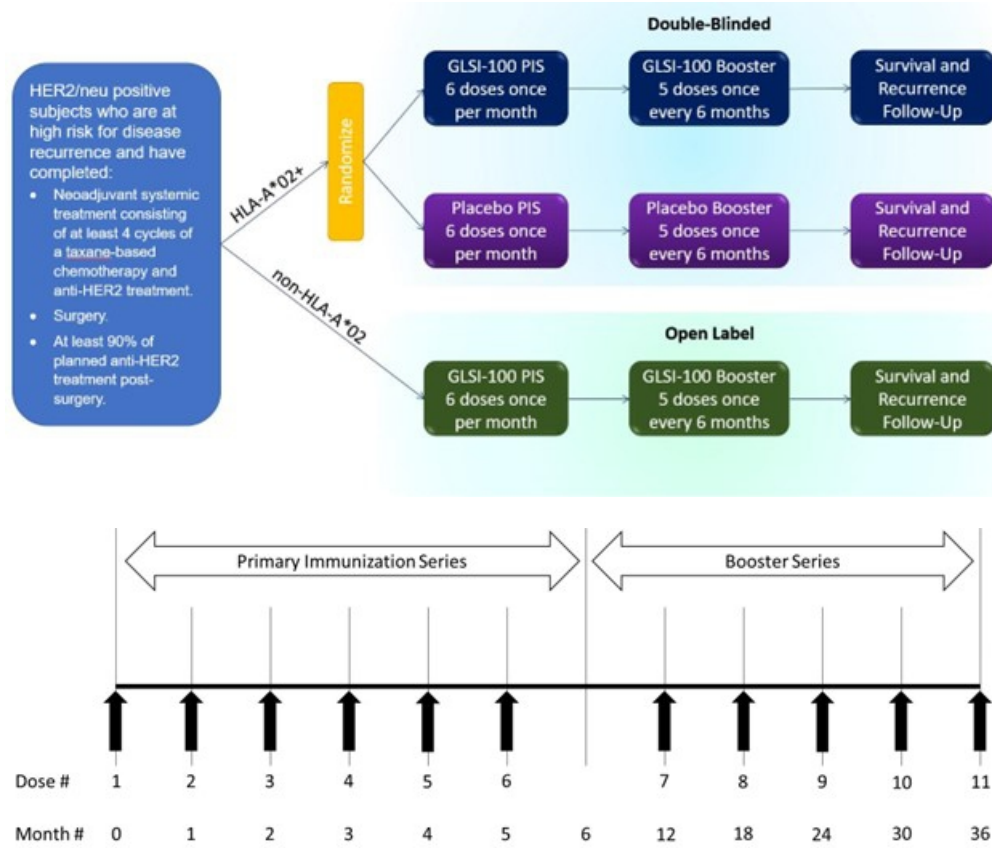 Double-Blinded
HER2/neu positive
subjects who are at
high risk for disease
recurrence and have
completed:
• Neoadjuvant systemic
treatment consisting
of at least 4 cycles of
a taxane-based
chemotherapy and
anti-HER2 treatment.
• Surgery.
• At least 90% of
planned anti-HER2
treatment post-
surgery.
HLA-A*02+
non-HLA-A*02
Randomize
GLSI-100 PIS
6 doses once
per month
GLSI-100 Booster
5 doses once
every 6 months
Survival and
Recurrence
Follow-Up
Placebo PIS
6 doses once
per month
Placebo Booster
5 doses once
every 6 months
Survival and
Recurrence
Follow-Up
Open Label
GLSI-100 PIS
6 doses once
per month
GLSI-100 Booster
5 doses once
every 6 months
Survival and
Recurrence
Follow-Up
Primary Immunization Series
Booster Series
Dose # 1 2 3 4 5 6 7 8 9 10 11
Month # 0 1 2 3 4 5 6 12 18 24 30 36